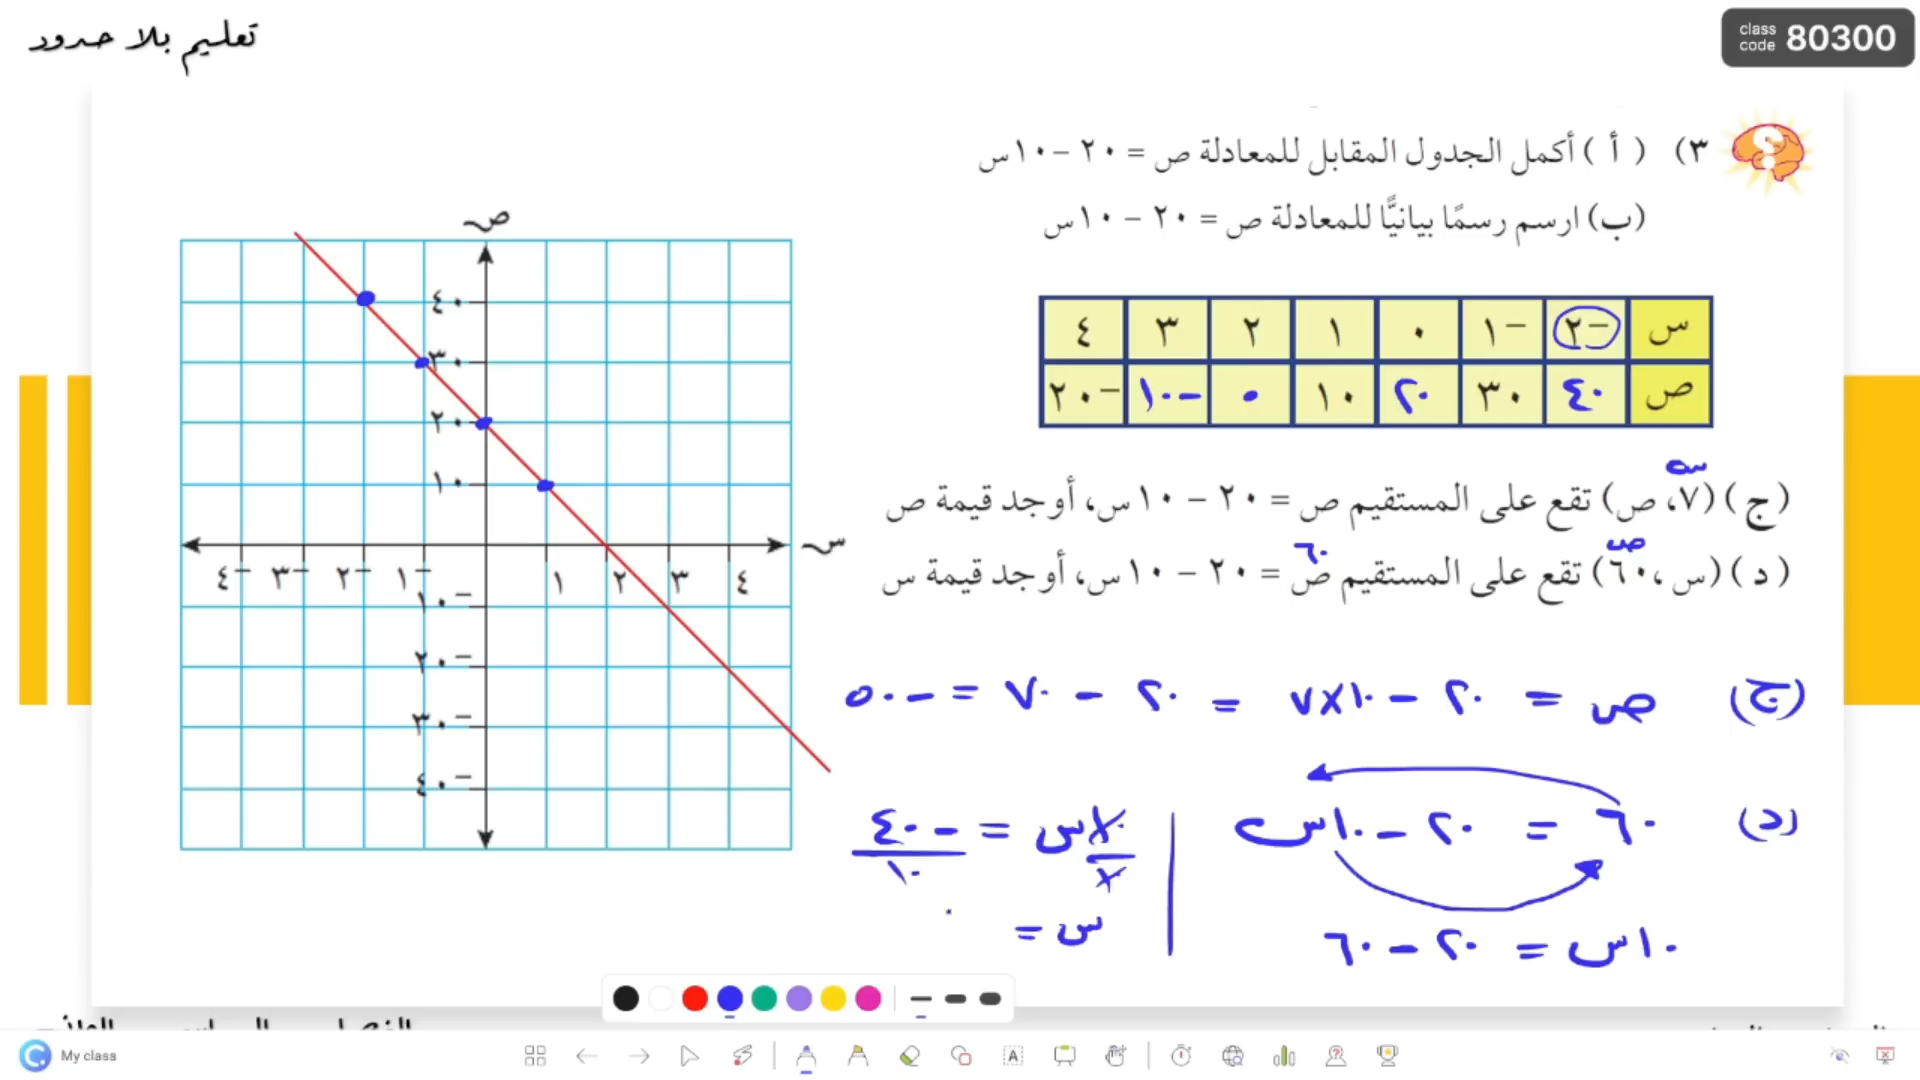 تعليم بلا حدود
class code 80300
٣) ( أ ) أكمل الجدول المقابل للمعادلة ص = ٢٠ – ١٠س
(ب) ارسم رسمًا بيانيًّا للمعادلة ص = ٢٠ – ١٠س
س –٢ –١ ٠ ١ ٢ ٣ ٤
ص ٤٠ ٣٠ ٢٠ ١٠ ٠ –١٠ –٢٠
س
( ج ) (٧، ص) تقع على المستقيم ص = ٢٠ – ١٠س، أوجد قيمة ص
ص ٦٠
( د ) (س ، ٦٠) تقع على المستقيم ص = ٢٠ – ١٠س، أوجد قيمة س
ص
٤٠
٣٠
٢٠
١٠
س
–٤ –٣ –٢ –١ ١ ٢ ٣ ٤
–١٠
–٢٠
–٣٠
–٤٠
(ج) ص = ٢٠ – ١٠×٧ = ٢٠ – ٧٠ = –٥٠
(د) ٦٠ = ٢٠ – ١٠س
١٠س = ٢٠ – ٦٠
١٠س = –٤٠
١٠ ١٠
س =
My class